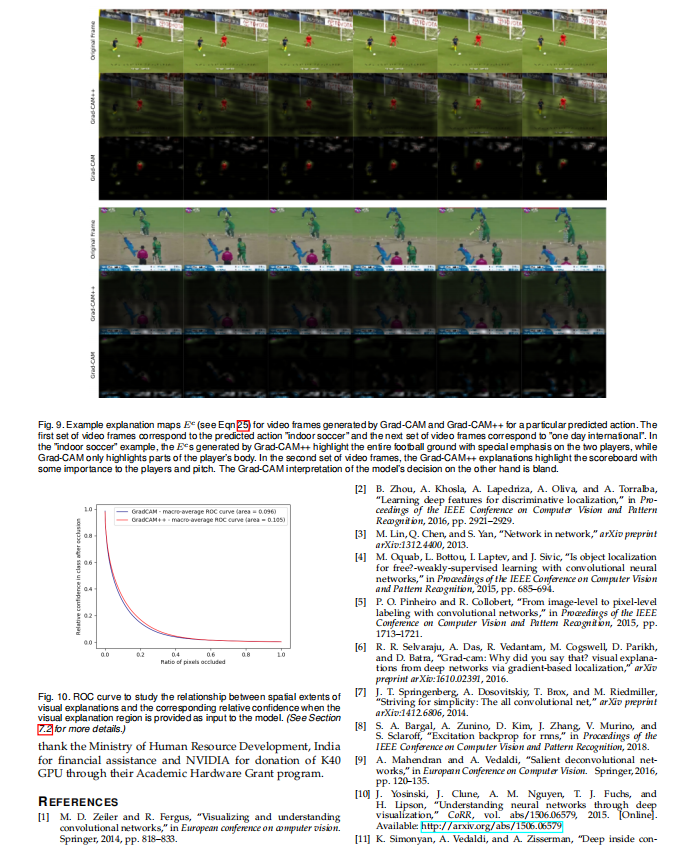 Original Frame
Grad-CAM++
Grad-CAM
Original Frame
Grad-CAM++
Grad-CAM
Fig. 9. Example explanation maps E^c (see Eqn 25) for video frames generated by Grad-CAM and Grad-CAM++ for a particular predicted action. The
first set of video frames correspond to the predicted action "indoor soccer" and the next set of video frames correspond to "one day international". In
the "indoor soccer" example, the E^c s generated by Grad-CAM++ highlight the entire football ground with special emphasis on the two players, while
Grad-CAM only highlights parts of the player's body. In the second set of video frames, the Grad-CAM++ explanations highlight the scoreboard with
some importance to the players and pitch. The Grad-CAM interpretation of the model's decision on the other hand is bland.
GradCAM - macro-average ROC curve (area = 0.096)
GradCAM++ - macro-average ROC curve (area = 0.105)
Relative confidence in class after occlusion
1.0
0.8
0.6
0.4
0.2
0.0
0.0 0.2 0.4 0.6 0.8 1.0
Ratio of pixels occluded
Fig. 10. ROC curve to study the relationship between spatial extents of
visual explanations and the corresponding relative confidence when the
visual explanation region is provided as input to the model. (See Section
7.2 for more details.)
thank the Ministry of Human Resource Development, India
for financial assistance and NVIDIA for donation of K40
GPU through their Academic Hardware Grant program.
REFERENCES
[1] M. D. Zeiler and R. Fergus, "Visualizing and understanding
convolutional networks," in European conference on computer vision.
Springer, 2014, pp. 818–833.
[2] B. Zhou, A. Khosla, A. Lapedriza, A. Oliva, and A. Torralba,
"Learning deep features for discriminative localization," in Pro-
ceedings of the IEEE Conference on Computer Vision and Pattern
Recognition, 2016, pp. 2921–2929.
[3] M. Lin, Q. Chen, and S. Yan, "Network in network," arXiv preprint
arXiv:1312.4400, 2013.
[4] M. Oquab, L. Bottou, I. Laptev, and J. Sivic, "Is object localization
for free?-weakly-supervised learning with convolutional neural
networks," in Proceedings of the IEEE Conference on Computer Vision
and Pattern Recognition, 2015, pp. 685–694.
[5] P. O. Pinheiro and R. Collobert, "From image-level to pixel-level
labeling with convolutional networks," in Proceedings of the IEEE
Conference on Computer Vision and Pattern Recognition, 2015, pp.
1713–1721.
[6] R. R. Selvaraju, A. Das, R. Vedantam, M. Cogswell, D. Parikh,
and D. Batra, "Grad-cam: Why did you say that? visual explana-
tions from deep networks via gradient-based localization," arXiv
preprint arXiv:1610.02391, 2016.
[7] J. T. Springenberg, A. Dosovitskiy, T. Brox, and M. Riedmiller,
"Striving for simplicity: The all convolutional net," arXiv preprint
arXiv:1412.6806, 2014.
[8] S. A. Bargal, A. Zunino, D. Kim, J. Zhang, V. Murino, and
S. Sclaroff, "Excitation backprop for rnns," in Proceedings of the
IEEE Conference on Computer Vision and Pattern Recognition, 2018.
[9] A. Mahendran and A. Vedaldi, "Salient deconvolutional net-
works," in European Conference on Computer Vision. Springer, 2016,
pp. 120–135.
[10] J. Yosinski, J. Clune, A. M. Nguyen, T. J. Fuchs, and
H. Lipson, "Understanding neural networks through deep
visualization," CoRR, vol. abs/1506.06579, 2015. [Online].
Available: http://arxiv.org/abs/1506.06579
[11] K. Simonyan, A. Vedaldi, and A. Zisserman, "Deep inside con-